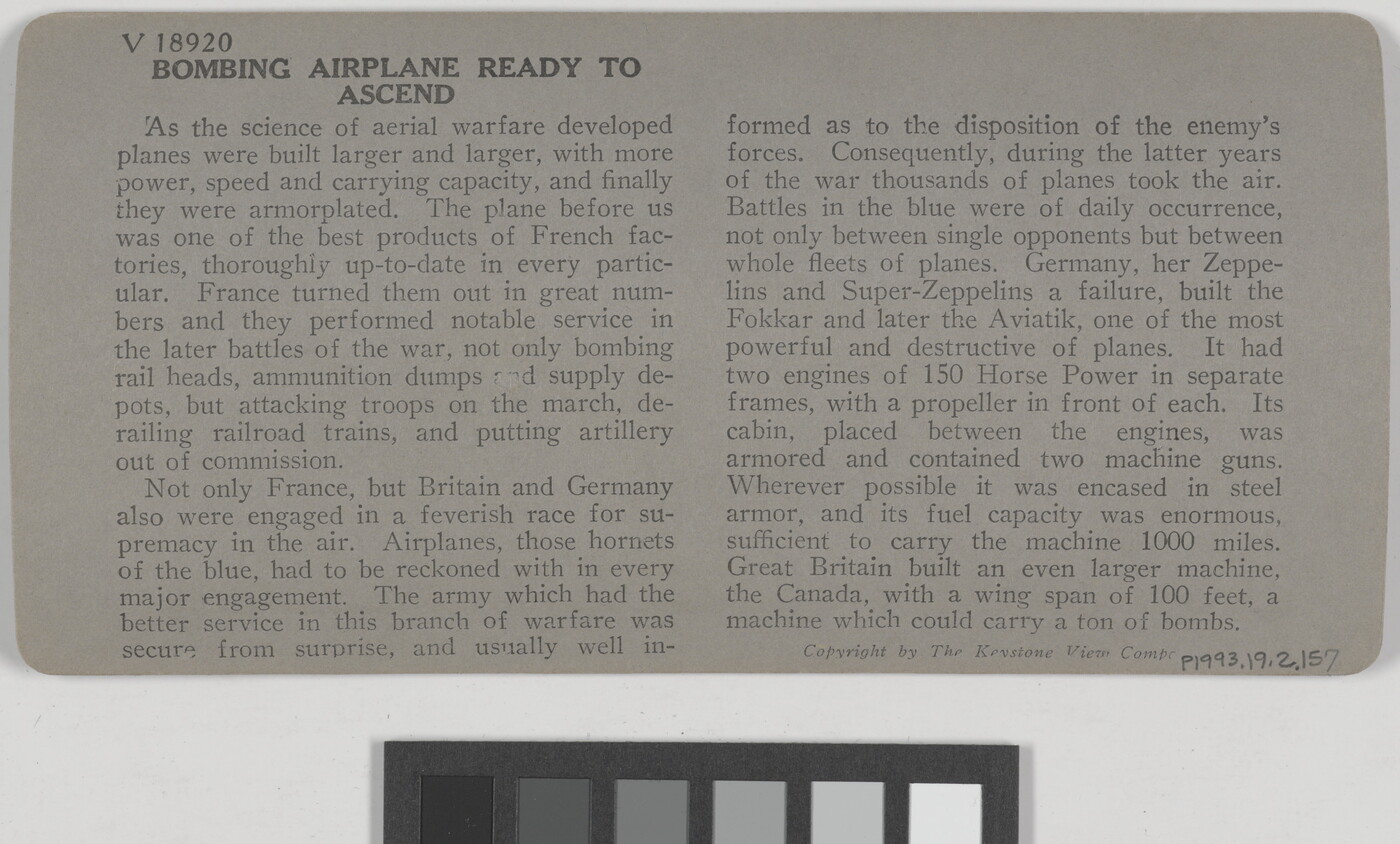 V 18920
BOMBING AIRPLANE READY TO
ASCEND
As the science of aerial warfare developed
planes were built larger and larger, with more
power, speed and carrying capacity, and finally
they were armorplated. The plane before us
was one of the best products of French fac-
tories, thoroughly up-to-date in every partic-
ular. France turned them out in great num-
bers and they performed notable service in
the later battles of the war, not only bombing
rail heads, ammunition dumps and supply de-
pots, but attacking troops on the march, de-
railing railroad trains, and putting artillery
out of commission.
Not only France, but Britain and Germany
also were engaged in a feverish race for su-
premacy in the air. Airplanes, those hornets
of the blue, had to be reckoned with in every
major engagement. The army which had the
better service in this branch of warfare was
secure from surprise, and usually well in-
formed as to the disposition of the enemy's
forces. Consequently, during the latter years
of the war thousands of planes took the air.
Battles in the blue were of daily occurrence,
not only between single opponents but between
whole fleets of planes. Germany, her Zeppe-
lins and Super-Zeppelins a failure, built the
Fokkar and later the Aviatik, one of the most
powerful and destructive of planes. It had
two engines of 150 Horse Power in separate
frames, with a propeller in front of each. Its
cabin, placed between the engines, was
armored and contained two machine guns.
Wherever possible it was encased in steel
armor, and its fuel capacity was enormous,
sufficient to carry the machine 1000 miles.
Great Britain built an even larger machine,
the Canada, with a wing span of 100 feet, a
machine which could carry a ton of bombs.
Copyright by The Keystone View
P1993.19.2.157